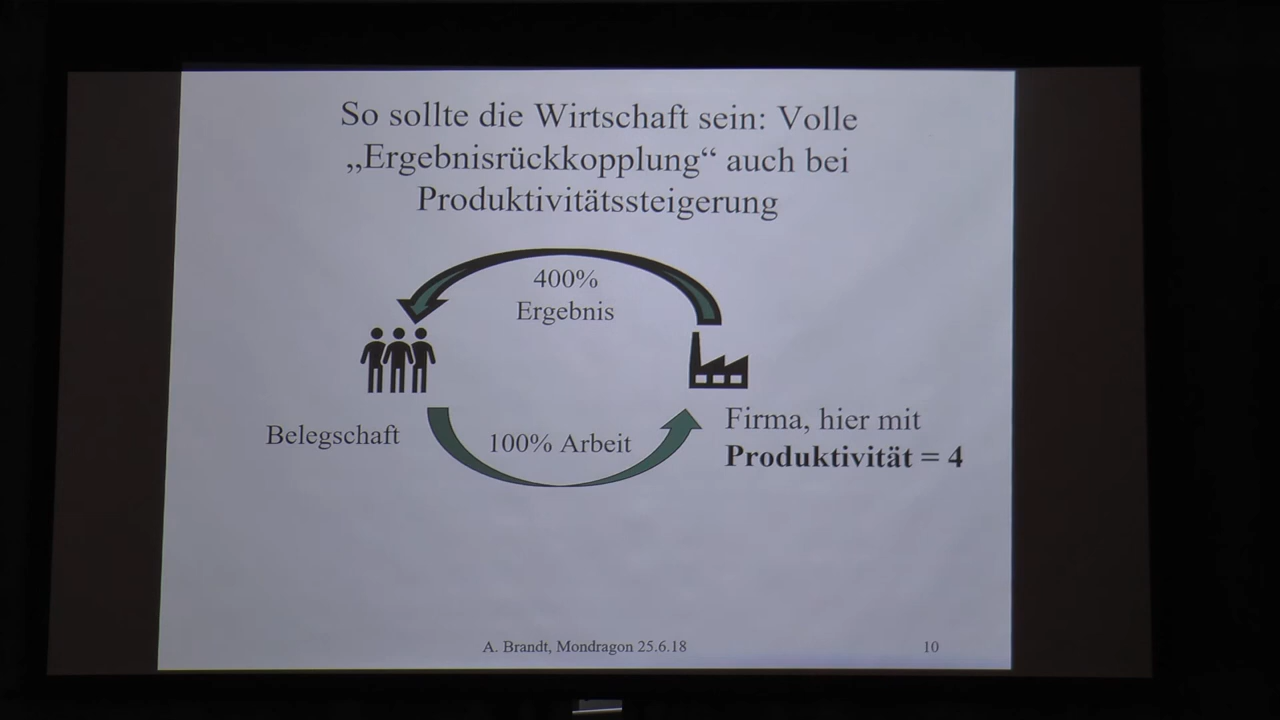 So sollte die Wirtschaft sein: Volle
„Ergebnisrückkopplung“ auch bei
Produktivitätssteigerung
400%
Ergebnis
Belegschaft
100% Arbeit
Firma, hier mit
Produktivität = 4
A. Brandt, Mondragon 25.6.18
10